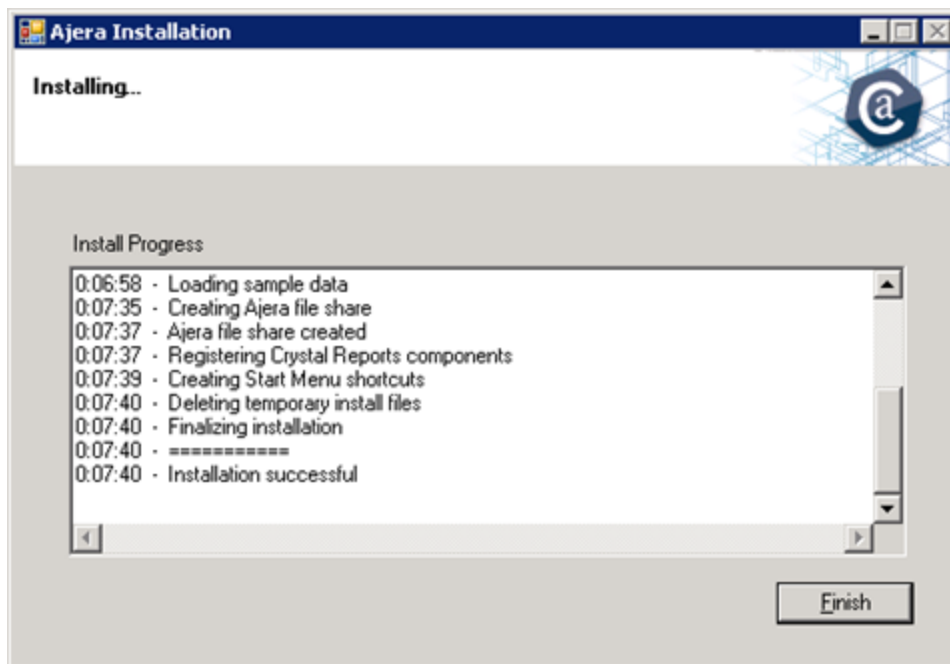 Ajera Installation
Installing...
Install Progress
0:06:58 - Loading sample data
0:07:35 - Creating Ajera file share
0:07:37 - Ajera file share created
0:07:37 - Registering Crystal Reports components
0:07:39 - Creating Start Menu shortcuts
0:07:40 - Deleting temporary install files
0:07:40 - Finalizing installation
0:07:40 - ===========
0:07:40 - Installation successful
Finish